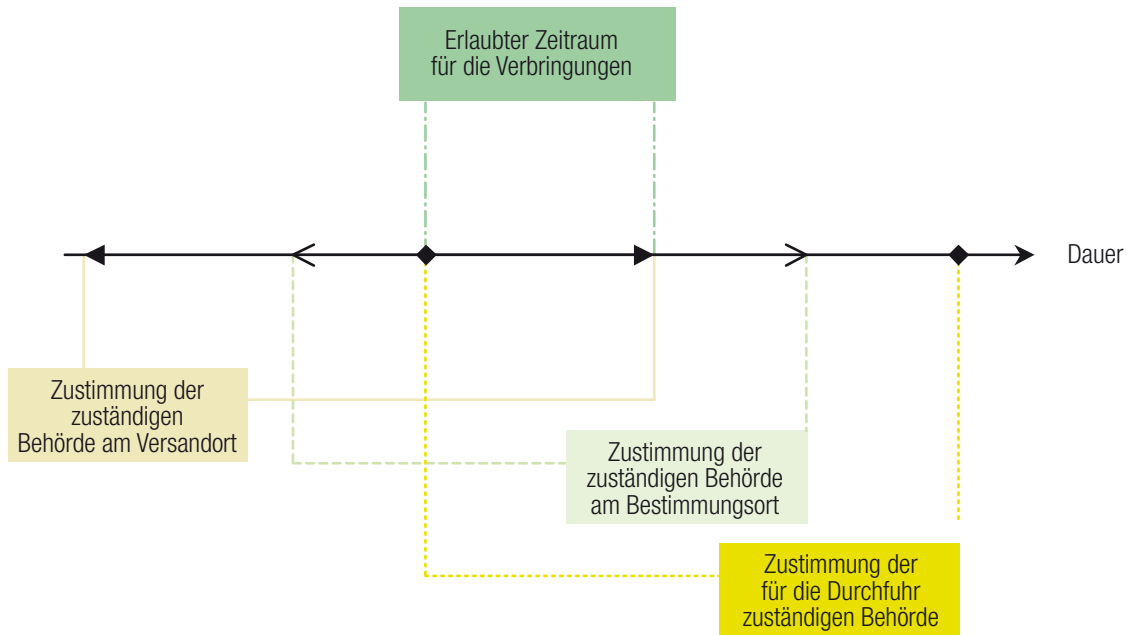 Erlaubter Zeitraum
für die Verbringungen
Dauer
Zustimmung der
zuständigen
Behörde am Versandort
Zustimmung der
zuständigen Behörde
am Bestimmungsort
Zustimmung der
für die Durchfuhr
zuständigen Behörde